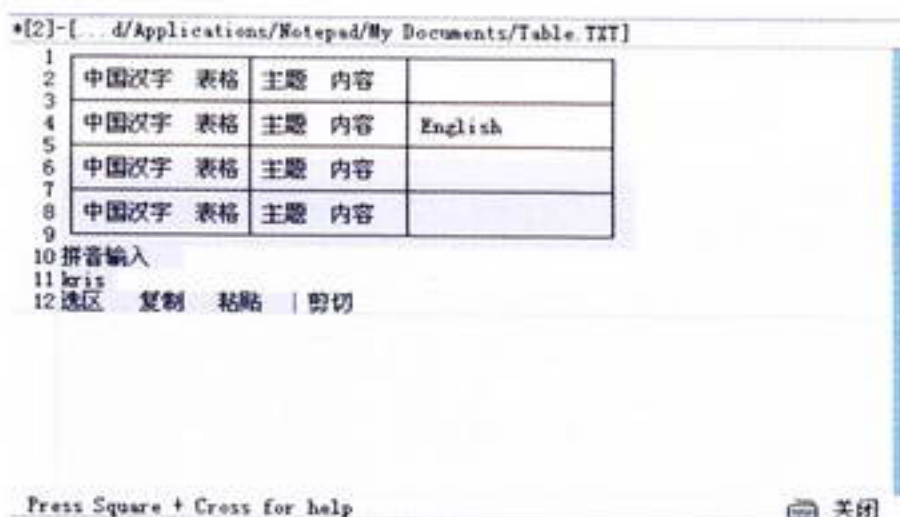 *[2]-[...d/Applications/Notepad/My Documents/Table.TXT]
1
2 中国汉字 表格 主题 内容
3
4 中国汉字 表格 主题 内容 English
5
6 中国汉字 表格 主题 内容
7
8 中国汉字 表格 主题 内容
9
10 拼音输入
11 kris
12 选区 复制 粘贴 | 剪切
Press Square + Cross for help 关闭